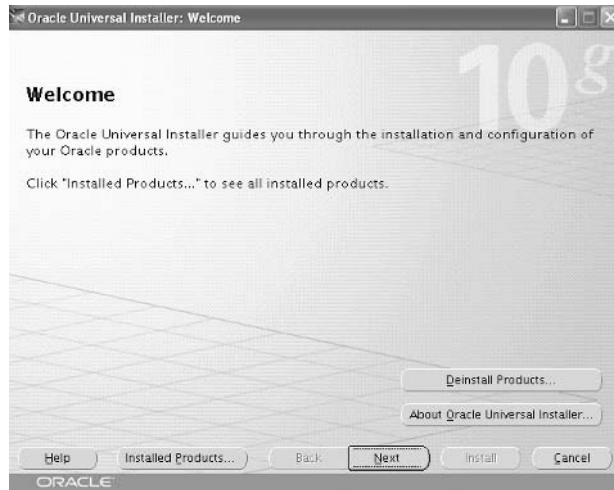 Oracle Universal Installer: Welcome
10g
Welcome
The Oracle Universal Installer guides you through the installation and configuration of
your Oracle products.
Click "Installed Products..." to see all installed products.
Deinstall Products...
About Oracle Universal Installer...
Help
Installed Products...
Back
Next
Install
Cancel
ORACLE